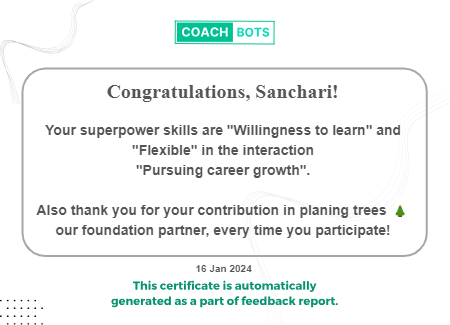 COACH BOTS
Congratulations, Sanchari!
Your superpower skills are "Willingness to learn" and
"Flexible" in the interaction
"Pursuing career growth".
Also thank you for your contribution in planing trees 🌲
our foundation partner, every time you participate!
16 Jan 2024
This certificate is automatically
generated as a part of feedback report.